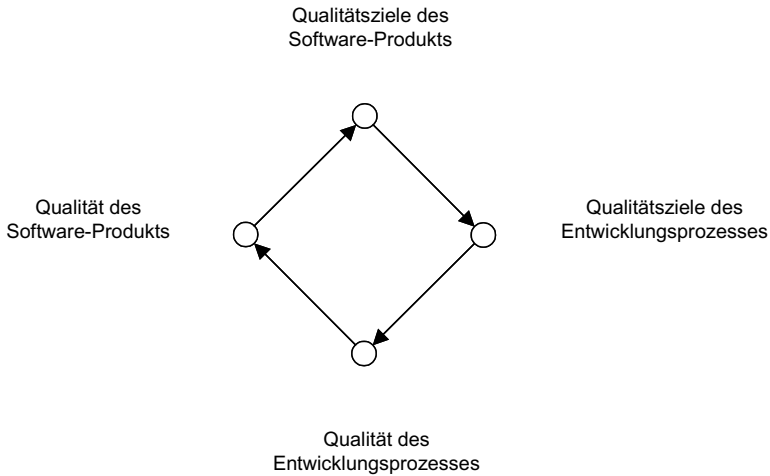 Qualitätsziele des
Software-Produkts
Qualität des
Software-Produkts
Qualitätsziele des
Entwicklungsprozesses
Qualität des
Entwicklungsprozesses